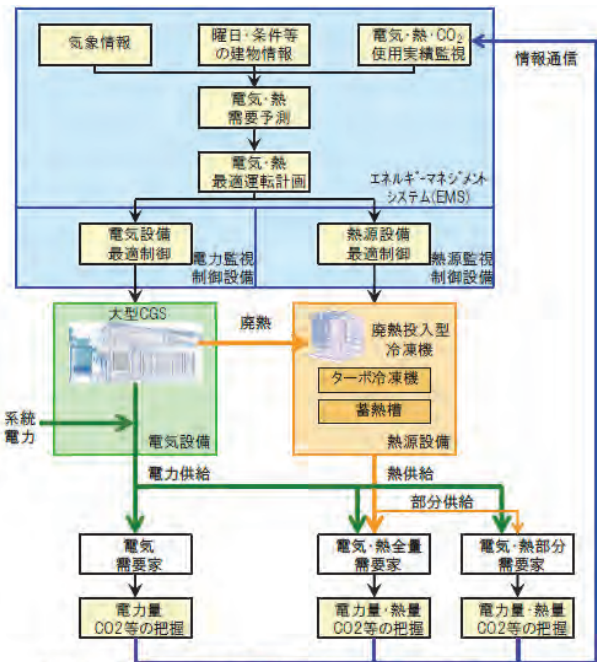 気象情報
曜日・条件等
の建物情報
電気・熱・CO₂
使用実績監視
情報通信
電気・熱
需要予測
電気・熱
最適運転計画
エネルギーマネジメント
システム(EMS)
電気設備
最適制御
電力監視
制御設備
熱源設備
最適制御
熱源監視
制御設備
大型CGS
廃熱
廃熱投入型
冷凍機
ターボ冷凍機
蓄熱槽
系統
電力
電気設備
熱源設備
電力供給
熱供給
部分供給
電気
需要家
電気・熱全量
需要家
電気・熱部分
需要家
電力量
CO2等の把握
電力量・熱量
CO2等の把握
電力量・熱量
CO2等の把握